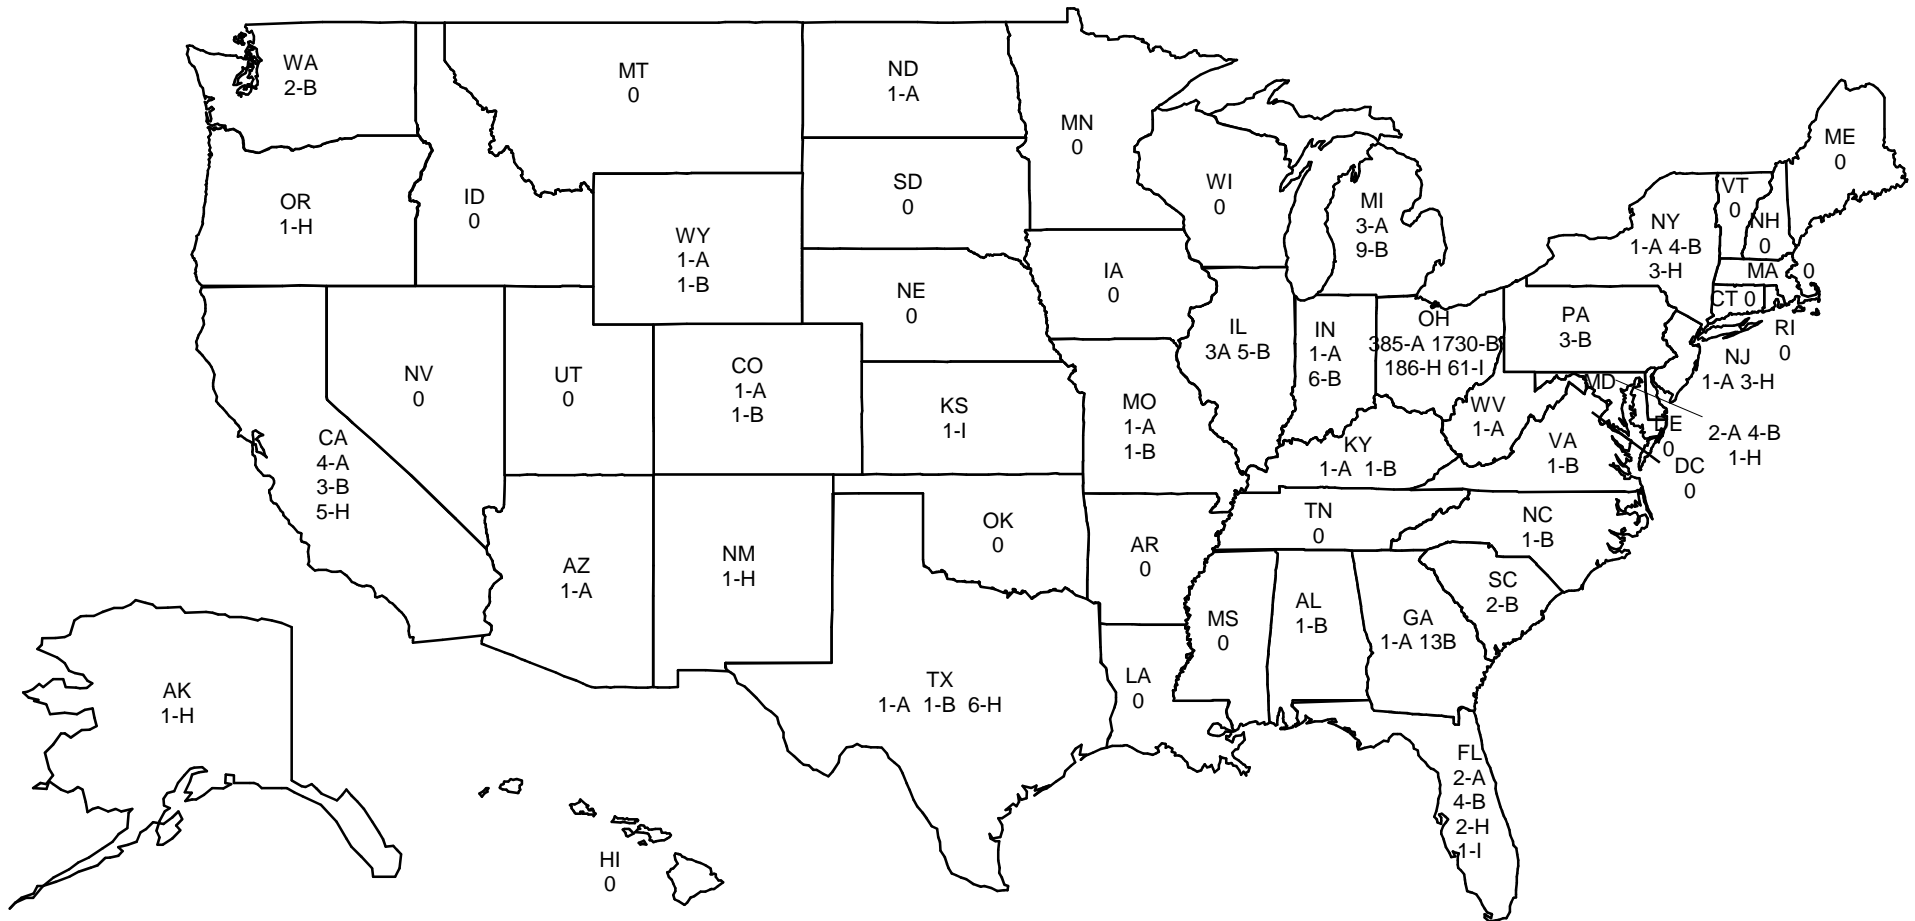 WA
2-B
MT
0
ND
1-A
MN
0
ME
0
OR
1-H
ID
0
SD
0
WI
0
MI
3-A
9-B
NY
1-A 4-B
3-H
VT
0
NH
0
MA 0
CT 0
RI
0
WY
1-A
1-B
NE
0
IA
0
IL
3A 5-B
IN
1-A
6-B
OH
385-A 1730-B
186-H 61-I
PA
3-B
NJ
1-A 3-H
NV
0
UT
0
CO
1-A
1-B
KS
1-I
MO
1-A
1-B
KY
1-A 1-B
WV
1-A
VA
1-B
MD
2-A 4-B
1-H
DE
0
DC
0
CA
4-A
3-B
5-H
AZ
1-A
NM
1-H
OK
0
AR
0
TN
0
NC
1-B
SC
2-B
MS
0
AL
1-B
GA
1-A 13B
AK
1-H
TX
1-A 1-B 6-H
LA
0
FL
2-A
4-B
2-H
1-I
HI
0